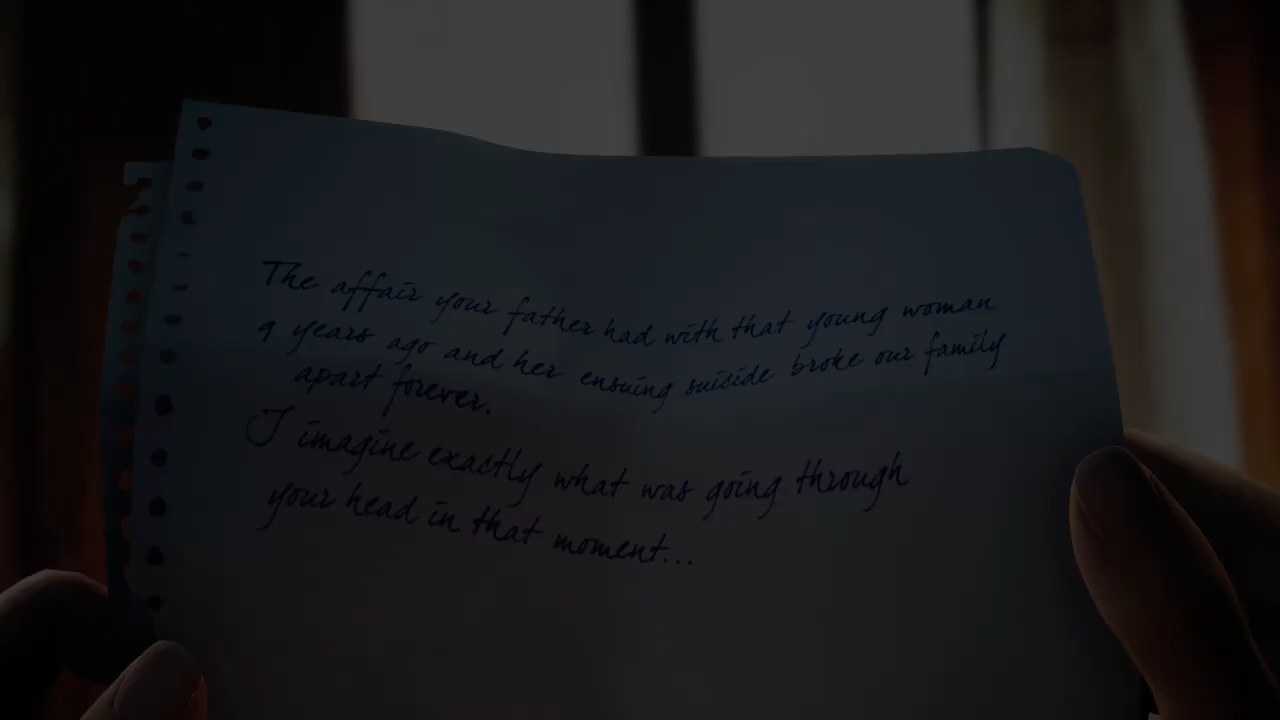 The affair your father had with that young woman
9 years ago and her ensuing suicide broke our family
apart forever.
I imagine exactly what was going through
your head in that moment...